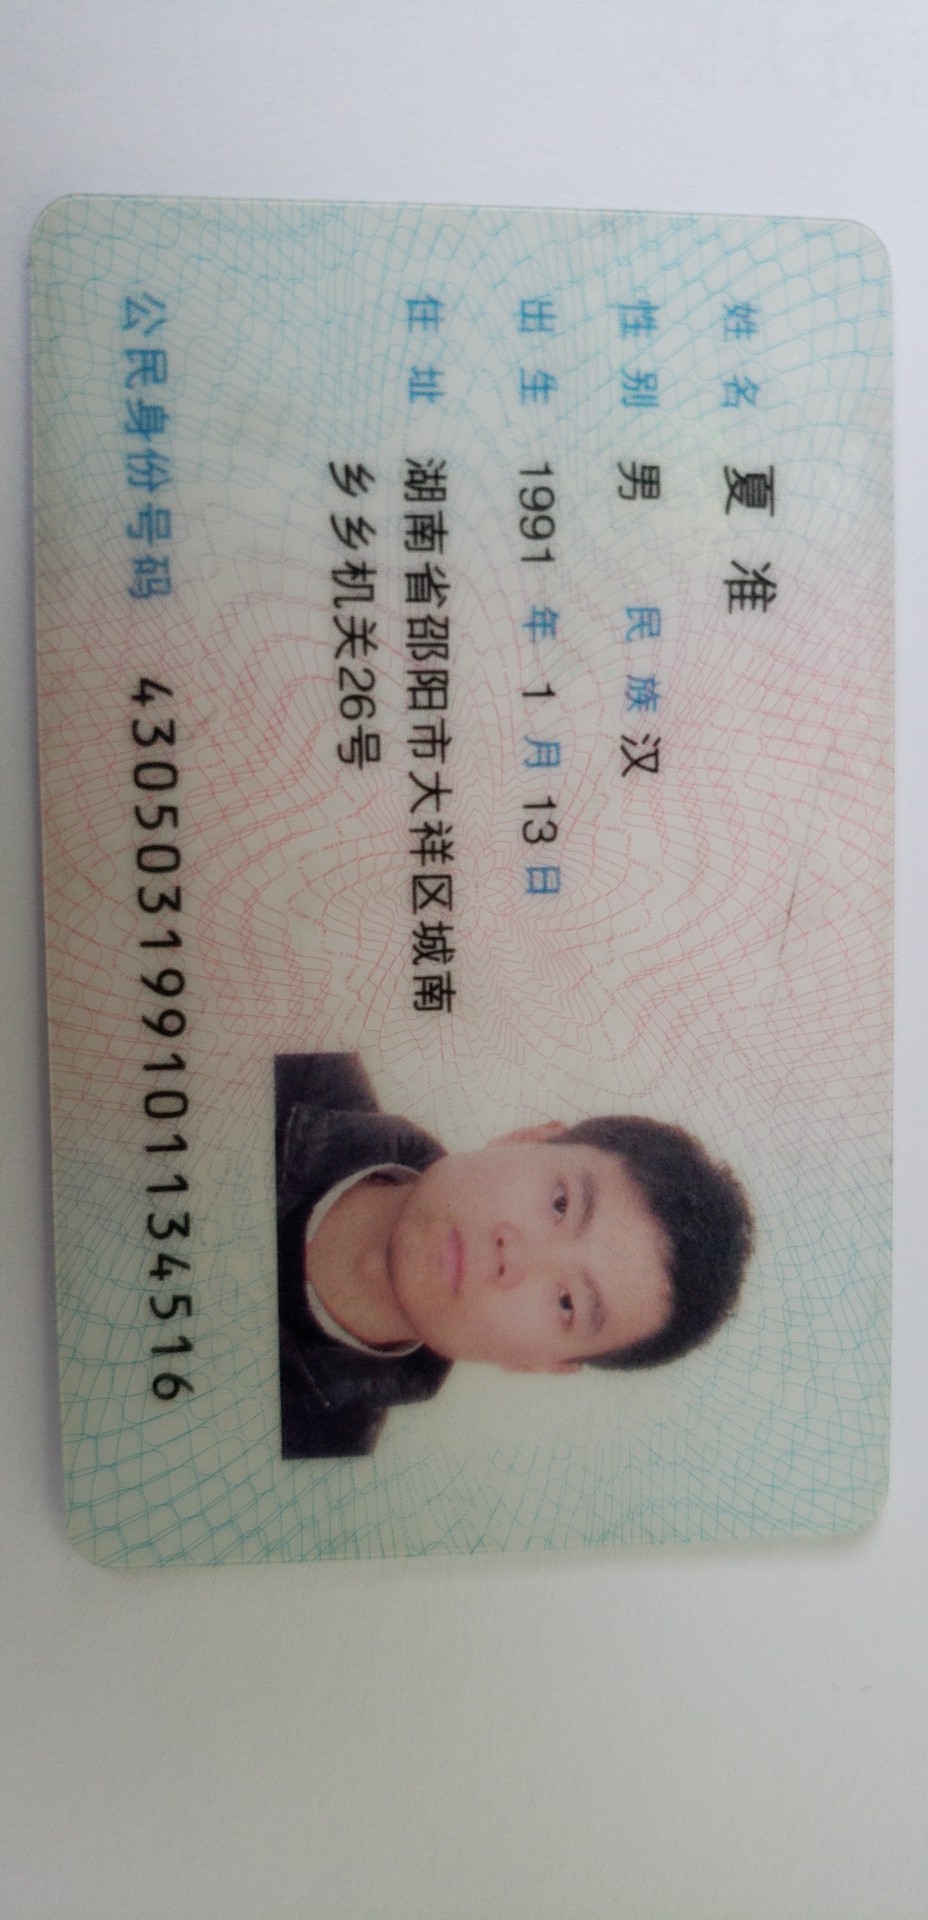 姓名 夏准
性别 男 民族 汉
出生 1991 年 1 月 13 日
住址 湖南省邵阳市大祥区城南
乡乡机关26号
公民身份号码 430503199101134516